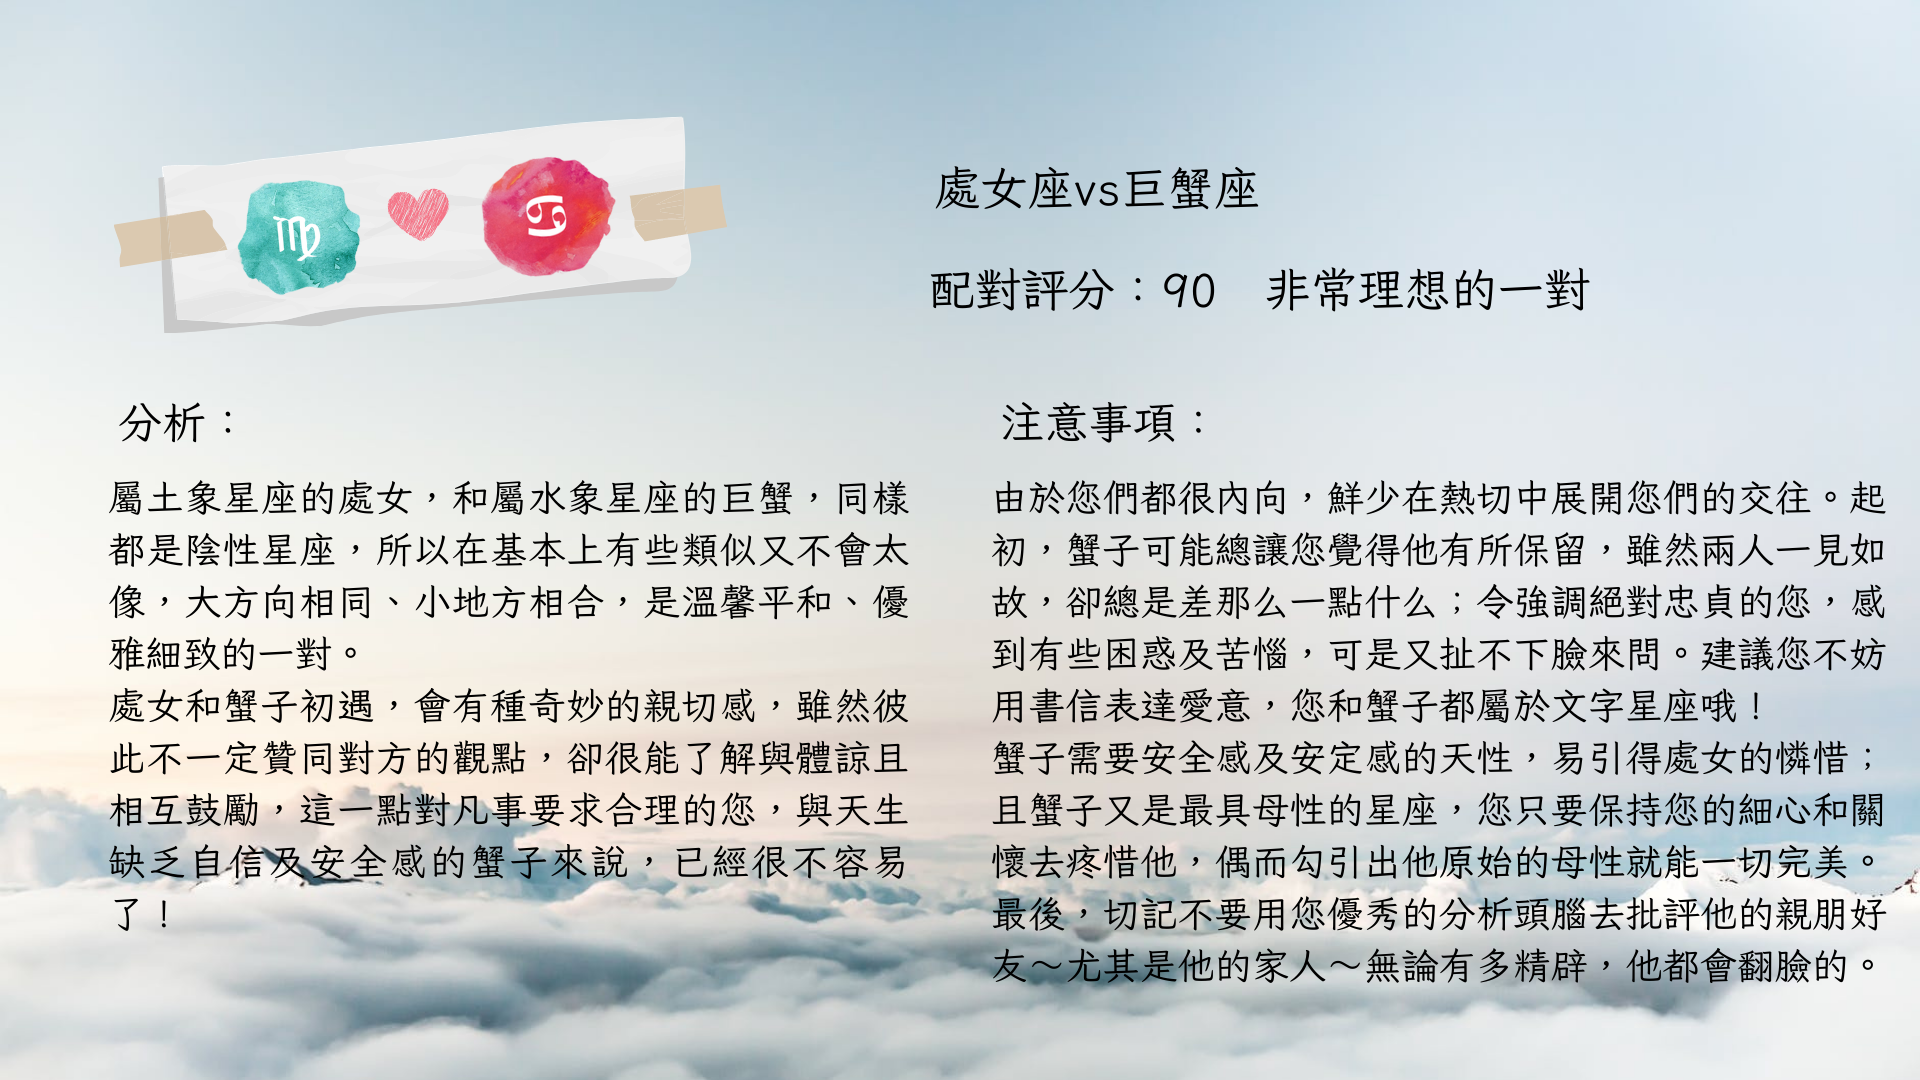 ♍ ♋
處女座vs巨蟹座
配對評分：90　非常理想的一對
分析：
屬土象星座的處女，和屬水象星座的巨蟹，同樣
都是陰性星座，所以在基本上有些類似又不會太
像，大方向相同、小地方相合，是溫馨平和、優
雅細致的一對。
處女和蟹子初遇，會有種奇妙的親切感，雖然彼
此不一定贊同對方的觀點，卻很能了解與體諒且
相互鼓勵，這一點對凡事要求合理的您，與天生
缺乏自信及安全感的蟹子來說，已經很不容易
了！
注意事項：
由於您們都很內向，鮮少在熱切中展開您們的交往。起
初，蟹子可能總讓您覺得他有所保留，雖然兩人一見如
故，卻總是差那么一點什么；令強調絕對忠貞的您，感
到有些困惑及苦惱，可是又扯不下臉來問。建議您不妨
用書信表達愛意，您和蟹子都屬於文字星座哦！
蟹子需要安全感及安定感的天性，易引得處女的憐惜；
且蟹子又是最具母性的星座，您只要保持您的細心和關
懷去疼惜他，偶而勾引出他原始的母性就能一切完美。
最後，切記不要用您優秀的分析頭腦去批評他的親朋好
友～尤其是他的家人～無論有多精辟，他都會翻臉的。